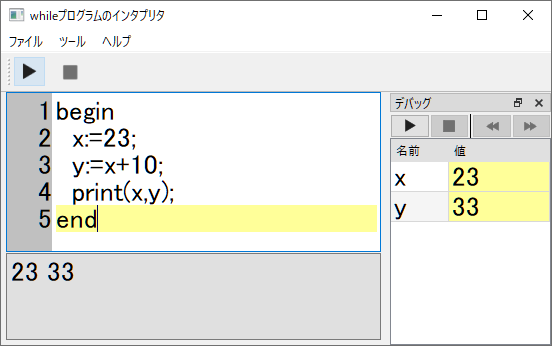 whileプログラムのインタプリタ
ファイル ツール ヘルプ
1 begin
2 x:=23;
3 y:=x+10;
4 print(x,y);
5 end
23 33
デバッグ
名前 値
x 23
y 33